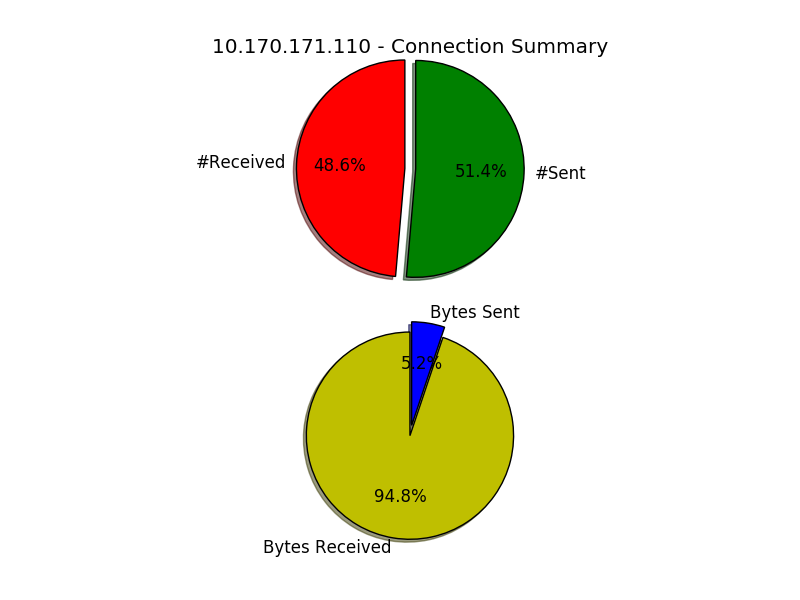 10.170.171.110 - Connection Summary
#Received
48.6%
51.4%
#Sent
Bytes Sent
5.2%
94.8%
Bytes Received